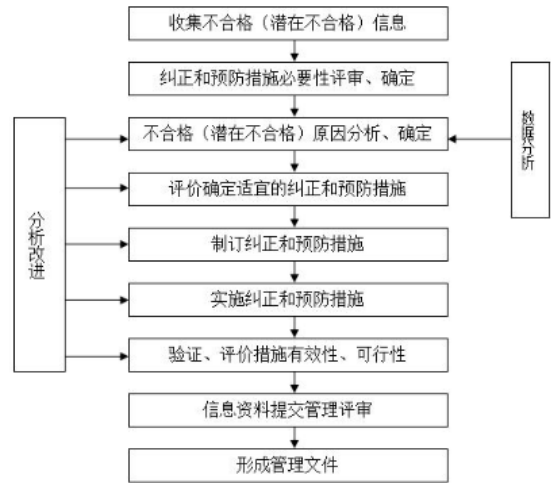 收集不合格（潜在不合格）信息
纠正和预防措施必要性评审、确定
不合格（潜在不合格）原因分析、确定
数据分析
评价确定适宜的纠正和预防措施
分析改进
制订纠正和预防措施
实施纠正和预防措施
验证、评价措施有效性、可行性
信息资料提交管理评审
形成管理文件